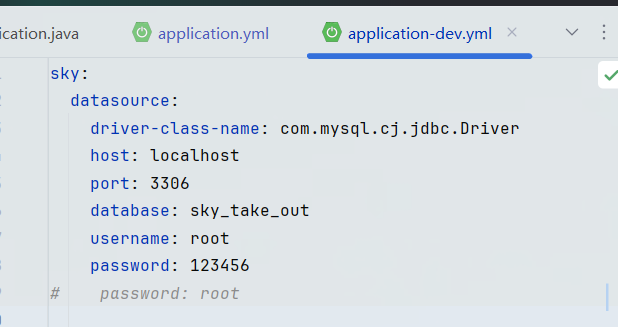 ication.java application.yml application-dev.yml
sky:
  datasource:
    driver-class-name: com.mysql.cj.jdbc.Driver
    host: localhost
    port: 3306
    database: sky_take_out
    username: root
    password: 123456
#    password: root